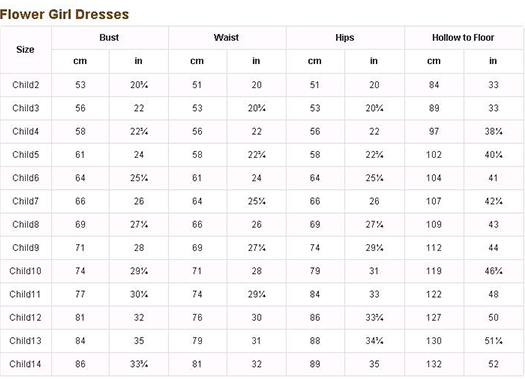 Flower Girl Dresses
Size Bust Waist Hips Hollow to Floor
cm in cm in cm in cm in
Child2 53 20¾ 51 20 51 20 84 33
Child3 56 22 53 20¾ 53 20¾ 89 33
Child4 58 22¾ 56 22 56 22 97 38¼
Child5 61 24 58 22¾ 58 22¾ 102 40¼
Child6 64 25¼ 61 24 64 25¼ 104 41
Child7 66 26 64 25¼ 66 26 107 42¼
Child8 69 27¼ 66 26 69 27¼ 109 43
Child9 71 28 69 27¼ 74 29¼ 112 44
Child10 74 29¼ 71 28 79 31 119 46¾
Child11 77 30¼ 74 29¼ 84 33 122 48
Child12 81 32 76 30 86 33¾ 127 50
Child13 84 35 79 31 88 34¾ 130 51¼
Child14 86 33¾ 81 32 89 35 132 52